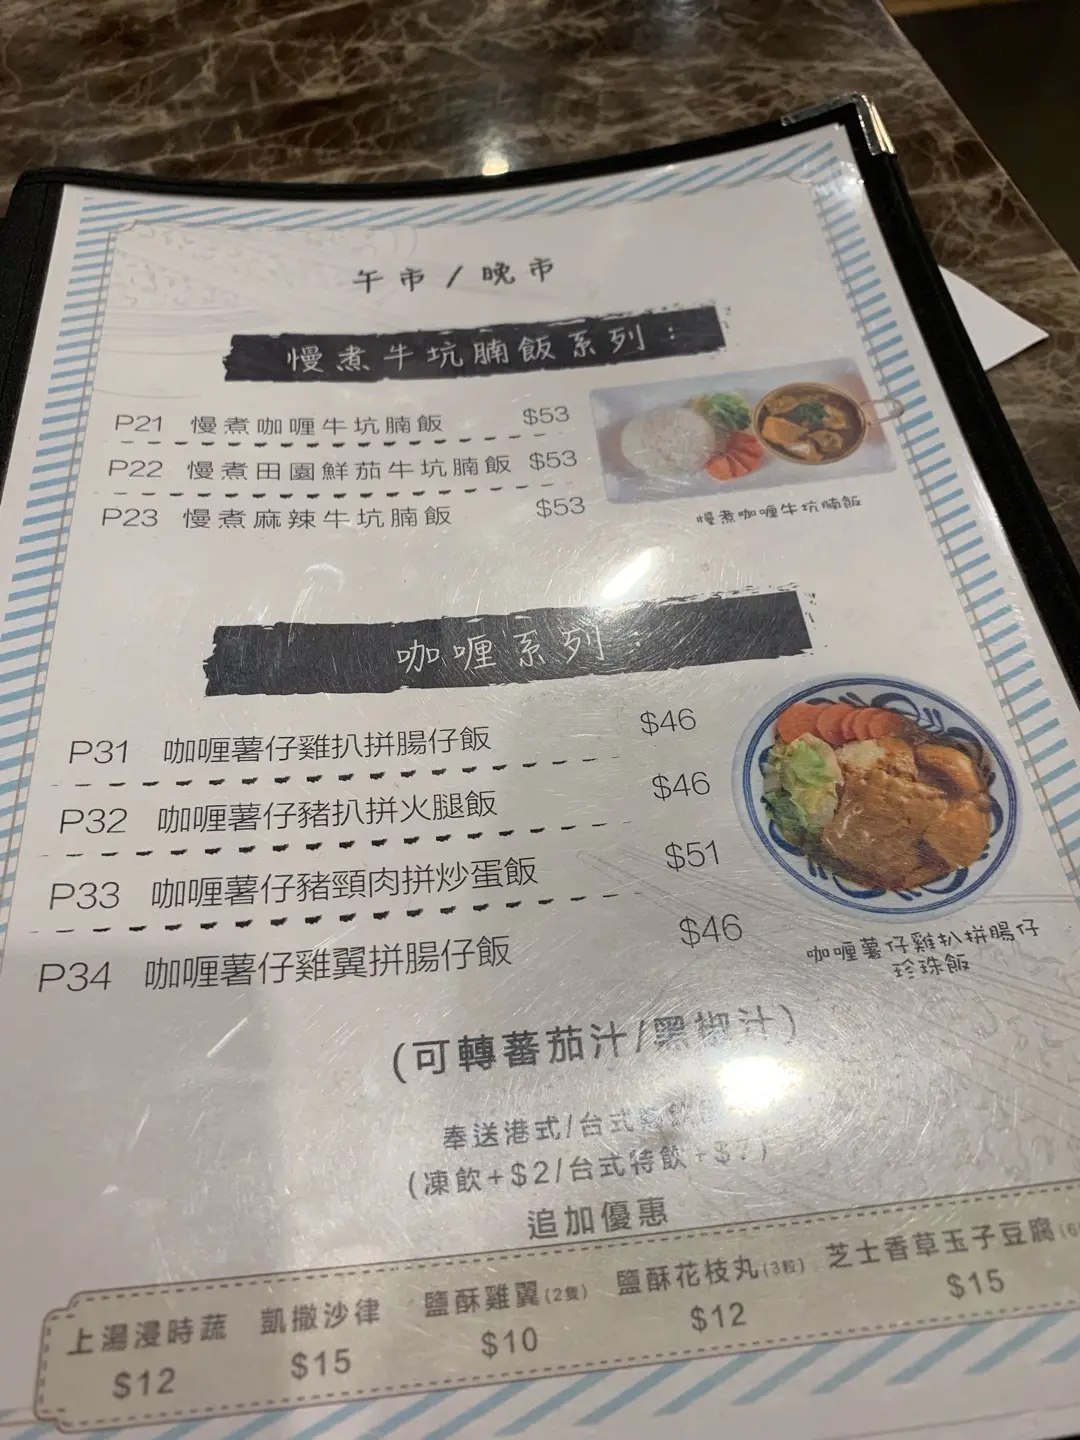 午市 / 晚市
慢煮牛坑腩飯系列：
P21 慢煮咖喱牛坑腩飯 $53
P22 慢煮田園鮮茄牛坑腩飯 $53
P23 慢煮麻辣牛坑腩飯 $53
慢煮咖喱牛坑腩飯
咖喱系列：
P31 咖喱薯仔雞扒拼腸仔飯 $46
P32 咖喱薯仔豬扒拼火腿飯 $46
P33 咖喱薯仔豬頸肉拼炒蛋飯 $51
P34 咖喱薯仔雞翼拼腸仔飯 $46
咖喱薯仔雞扒拼腸仔
珍珠飯
(可轉蕃茄汁/黑椒汁)
奉送港式/台式熱飲
(凍飲+$2/台式特飲+$7)
追加優惠
上湯浸時蔬 凱撒沙律 鹽酥雞翼(2隻) 鹽酥花枝丸(3粒) 芝士香草玉子豆腐(6
$12 $15 $10 $12 $15